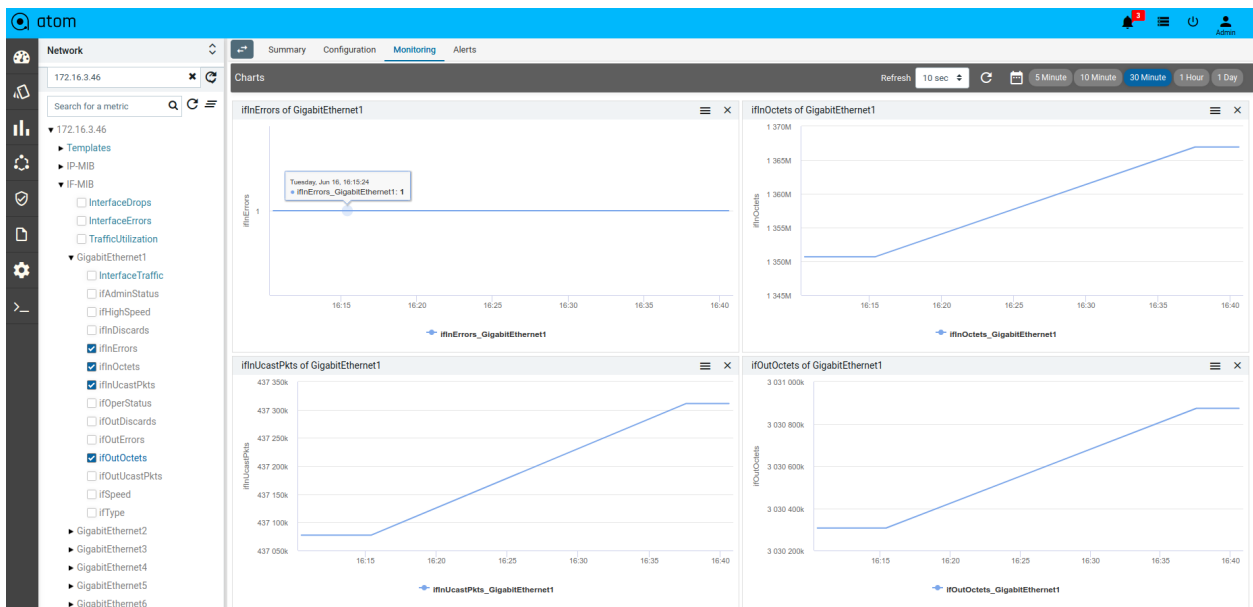 atom
3
Admin
Network
172.16.3.46
Search for a metric
172.16.3.46
Templates
IP-MIB
IF-MIB
InterfaceDrops
InterfaceErrors
TrafficUtilization
GigabitEthernet1
InterfaceTraffic
ifAdminStatus
ifHighSpeed
ifInDiscards
ifInErrors
ifInOctets
ifInUcastPkts
ifOperStatus
ifOutDiscards
ifOutErrors
ifOutOctets
ifOutUcastPkts
ifSpeed
ifType
GigabitEthernet2
GigabitEthernet3
GigabitEthernet4
GigabitEthernet5
GigabitEthernet6
Summary Configuration Monitoring Alerts
Charts Refresh 10 sec 5 Minute 10 Minute 30 Minute 1 Hour 1 Day
ifInErrors of GigabitEthernet1
Tuesday, Jun 16, 16:15:24
ifInErrors_GigabitEthernet1: 1
ifInErrors
1
16:15 16:20 16:25 16:30 16:35 16:40
ifInErrors_GigabitEthernet1
ifInOctets of GigabitEthernet1
1 370M
1 365M
1 360M
1 355M
1 350M
1 345M
ifInOctets
16:15 16:20 16:25 16:30 16:35 16:40
ifInOctets_GigabitEthernet1
ifInUcastPkts of GigabitEthernet1
437 350k
437 300k
437 250k
437 200k
437 150k
437 100k
437 050k
ifInUcastPkts
16:15 16:20 16:25 16:30 16:35 16:40
ifInUcastPkts_GigabitEthernet1
ifOutOctets of GigabitEthernet1
3 031 000k
3 030 800k
3 030 600k
3 030 400k
3 030 200k
ifOutOctets
16:15 16:20 16:25 16:30 16:35 16:40
ifOutOctets_GigabitEthernet1